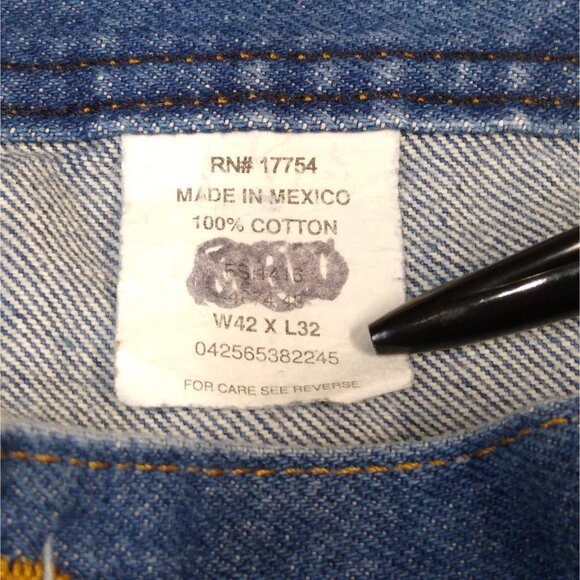 RN# 17754
MADE IN MEXICO
100% COTTON
W42 X L32
042565382245
FOR CARE SEE REVERSE